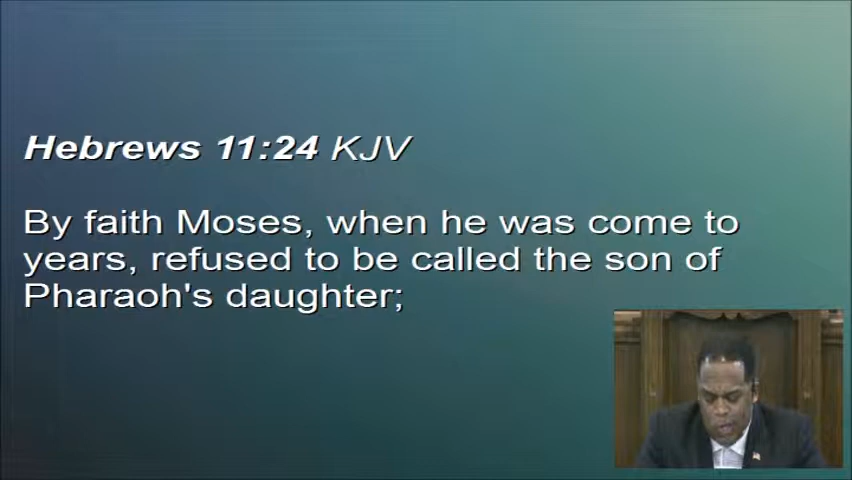 Hebrews 11:24 KJV
By faith Moses, when he was come to
years, refused to be called the son of
Pharaoh's daughter;